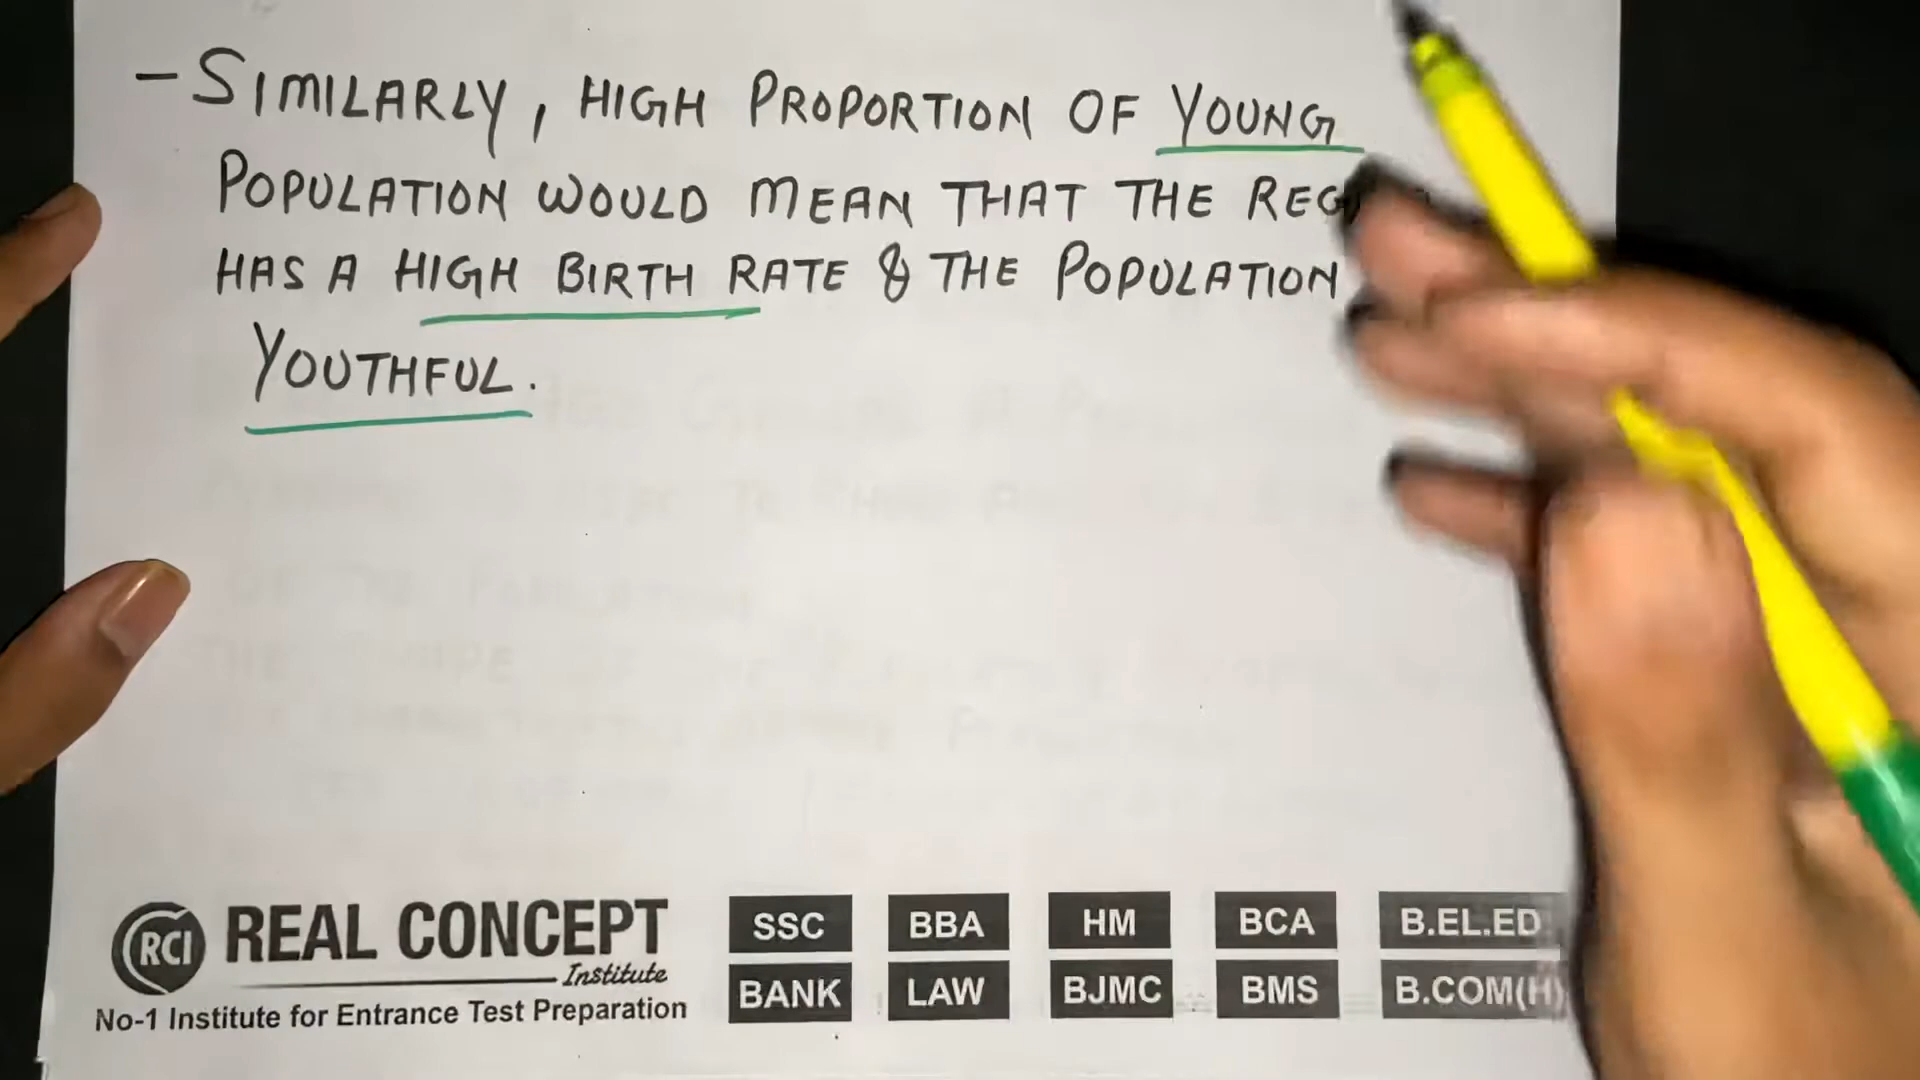 - SIMILARLY, HIGH PROPORTION OF YOUNG
POPULATION WOULD MEAN THAT THE
HAS A HIGH BIRTH RATE & THE POPULATION
YOUTHFUL.
RCI REAL CONCEPT
Institute
No-1 Institute for Entrance Test Preparation
SSC BBA HM BCA B.EL.ED
BANK LAW BJMC BMS B.COM(H)